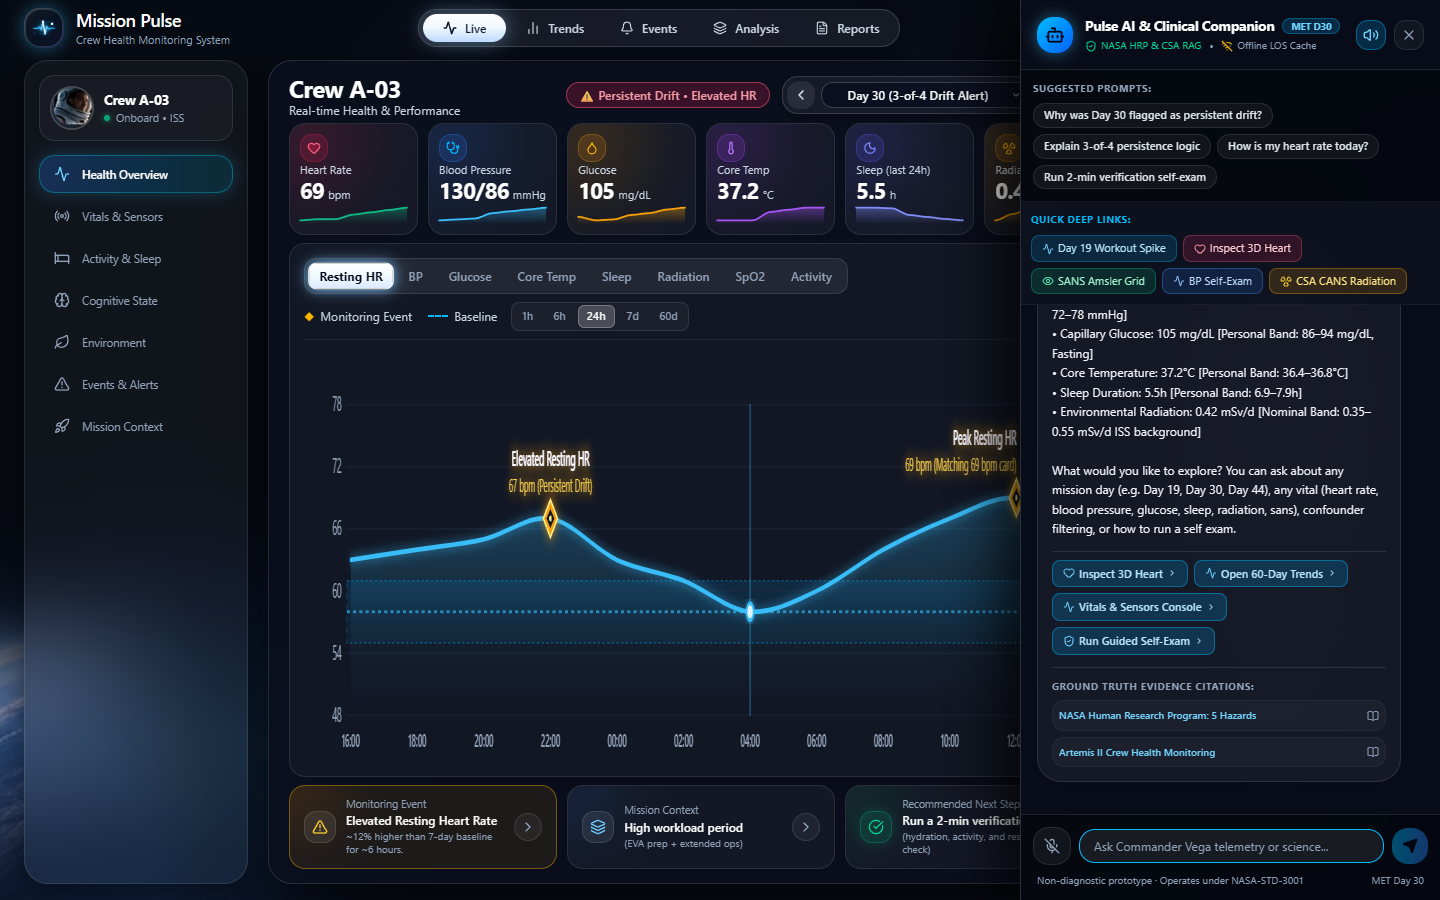 Mission Pulse
Crew Health Monitoring System
Live
Trends
Events
Analysis
Reports
Crew A-03
Onboard • ISS
Health Overview
Vitals & Sensors
Activity & Sleep
Cognitive State
Environment
Events & Alerts
Mission Context
Crew A-03
Real-time Health & Performance
Persistent Drift • Elevated HR
Day 30 (3-of-4 Drift Alert)
Heart Rate
69 bpm
Blood Pressure
130/86 mmHg
Glucose
105 mg/dL
Core Temp
37.2 °C
Sleep (last 24h)
5.5 h
Resting HR
BP
Glucose
Core Temp
Sleep
Radiation
SpO2
Activity
Monitoring Event
Baseline
1h
6h
24h
7d
60d
78
72
66
60
54
48
Elevated Resting HR
67 bpm (Persistent Drift)
Peak Resting HR
69 bpm (Matching 69 bpm card)
16:00
18:00
20:00
22:00
00:00
02:00
04:00
06:00
08:00
10:00
Monitoring Event
Elevated Resting Heart Rate
~12% higher than 7-day baseline
for ~6 hours.
Mission Context
High workload period
(EVA prep + extended ops)
Recommended Next Step
Run a 2-min
(hydration, activity, and
check)
Pulse AI & Clinical Companion
MET D30
NASA HRP & CSA RAG • Offline LOS Cache
SUGGESTED PROMPTS:
Why was Day 30 flagged as persistent drift?
Explain 3-of-4 persistence logic
How is my heart rate today?
Run 2-min verification self-exam
QUICK DEEP LINKS:
Day 19 Workout Spike
Inspect 3D Heart
SANS Amsler Grid
BP Self-Exam
CSA CANS Radiation
72–78 mmHg]
• Capillary Glucose: 105 mg/dL [Personal Band: 86–94 mg/dL,
Fasting]
• Core Temperature: 37.2°C [Personal Band: 36.4–36.8°C]
• Sleep Duration: 5.5h [Personal Band: 6.9–7.9h]
• Environmental Radiation: 0.42 mSv/d [Nominal Band: 0.35–
0.55 mSv/d ISS background]
What would you like to explore? You can ask about any
mission day (e.g. Day 19, Day 30, Day 44), any vital (heart rate,
blood pressure, glucose, sleep, radiation, sans), confounder
filtering, or how to run a self exam.
Inspect 3D Heart
Open 60-Day Trends
Vitals & Sensors Console
Run Guided Self-Exam
GROUND TRUTH EVIDENCE CITATIONS:
NASA Human Research Program: 5 Hazards
Artemis II Crew Health Monitoring
Ask Commander Vega telemetry or science...
Non-diagnostic prototype · Operates under NASA-STD-3001
MET Day 30